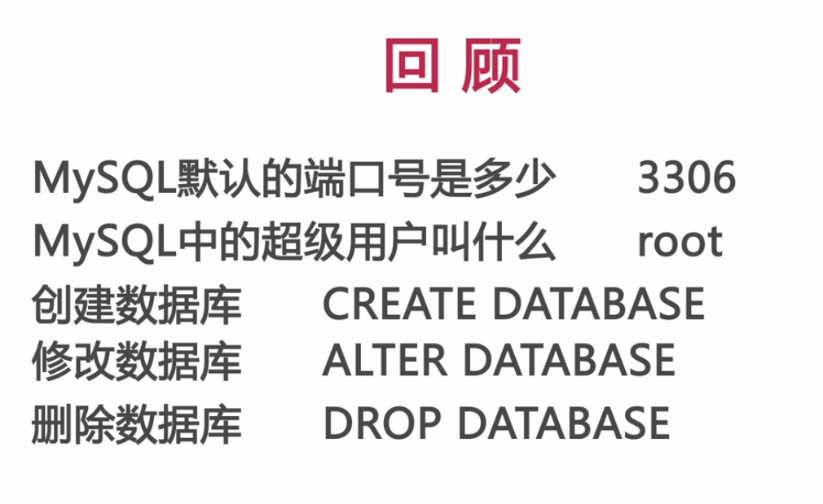 回 顾
MySQL默认的端口号是多少 3306
MySQL中的超级用户叫什么 root
创建数据库 CREATE DATABASE
修改数据库 ALTER DATABASE
删除数据库 DROP DATABASE